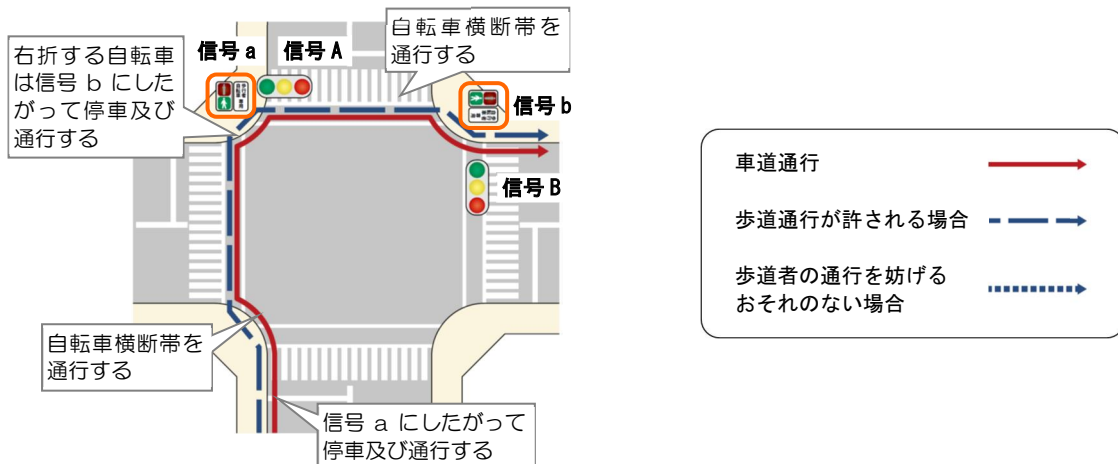 右折する自転車
は信号 b にした
がって停車及び
通行する
信号 a
信号 A
自転車横断帯を
通行する
信号 b
信号 B
自転車横断帯を
通行する
信号 a にしたがって
停車及び通行する
車道通行
歩道通行が許される場合
歩道者の通行を妨げる
おそれのない場合